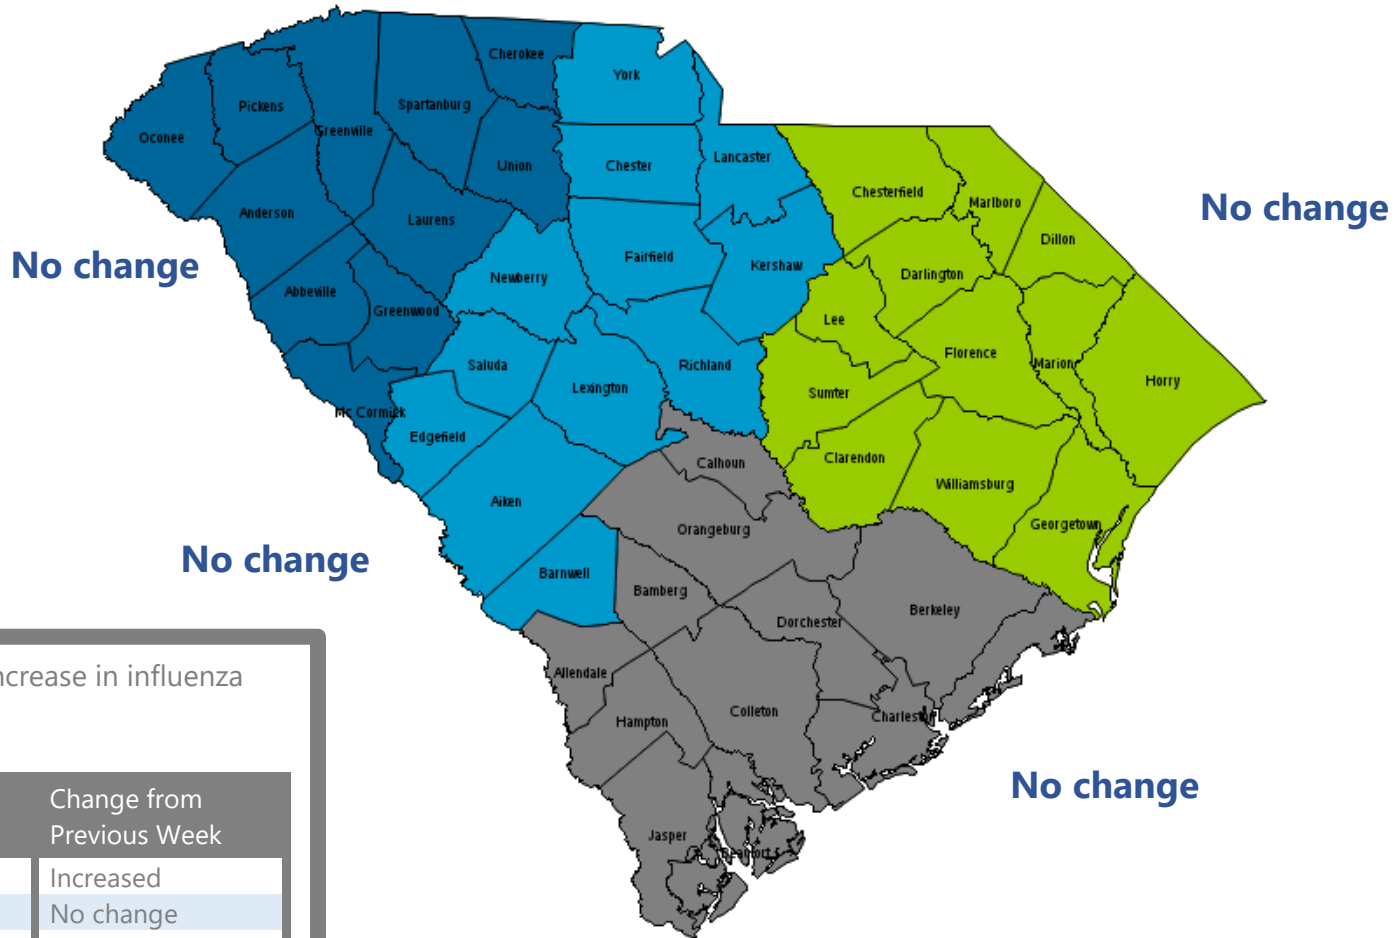 Cherokee
York
Pickens
Spartanburg
Greenville
Oconee
Union
Chester
Lancaster
Chesterfield
Marlboro
No change
Anderson
Laurens
Dillon
No change
Newberry
Fairfield
Kershaw
Darlington
Abbeville
Greenwood
Lee
Florence
Marion
Horry
Saluda
Richland
Lexington
Sumter
Mc Cormick
Edgefield
Calhoun
Clarendon
Williamsburg
Aiken
Orangeburg
Georgetown
No change
Barnwell
Bamberg
Berkeley
Dorchester
Allendale
ncrease in influenza
Hampton
Colleton
Charleston
No change
Change from
Previous Week
Jasper
Beaufort
Increased
No change